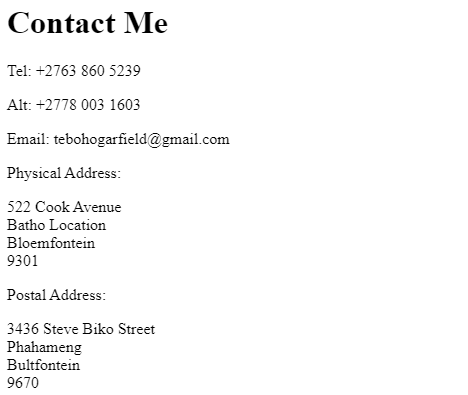 Contact Me
Tel: +2763 860 5239
Alt: +2778 003 1603
Email: tebohogarfield@gmail.com
Physical Address:
522 Cook Avenue
Batho Location
Bloemfontein
9301
Postal Address:
3436 Steve Biko Street
Phahameng
Bultfontein
9670